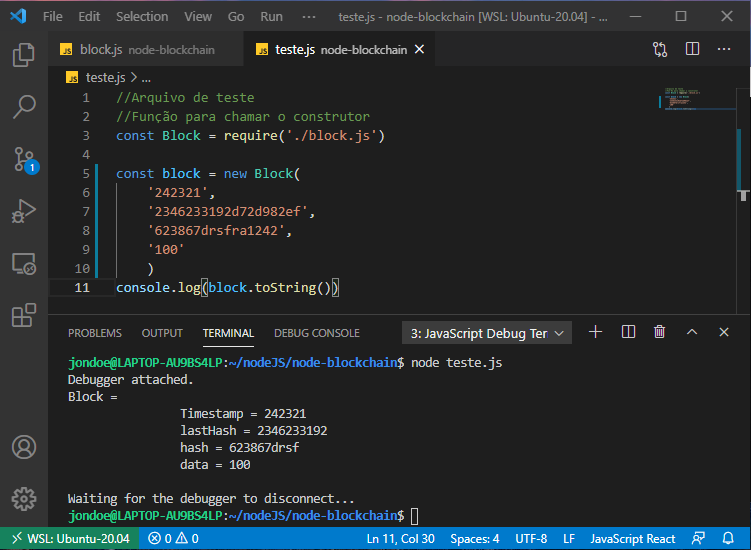 File Edit Selection View Go Run ··· teste.js - node-blockchain [WSL: Ubuntu-20.04] - ...
JS block.js node-blockchain JS teste.js node-blockchain
JS teste.js > ...
1 //Arquivo de teste
2 //Função para chamar o construtor
3 const Block = require('./block.js')
4
5 const block = new Block(
6 '242321',
7 '2346233192d72d982ef',
8 '623867drsfra1242',
9 '100'
10 )
11 console.log(block.toString())
1
PROBLEMS OUTPUT TERMINAL DEBUG CONSOLE 3: JavaScript Debug Ter
jondoe@LAPTOP-AU9BS4LP:~/nodeJS/node-blockchain$ node teste.js
Debugger attached.
Block =
Timestamp = 242321
lastHash = 2346233192
hash = 623867drsf
data = 100
Waiting for the debugger to disconnect...
jondoe@LAPTOP-AU9BS4LP:~/nodeJS/node-blockchain$
WSL: Ubuntu-20.04 0 0 Ln 11, Col 30 Spaces: 4 UTF-8 LF JavaScript React